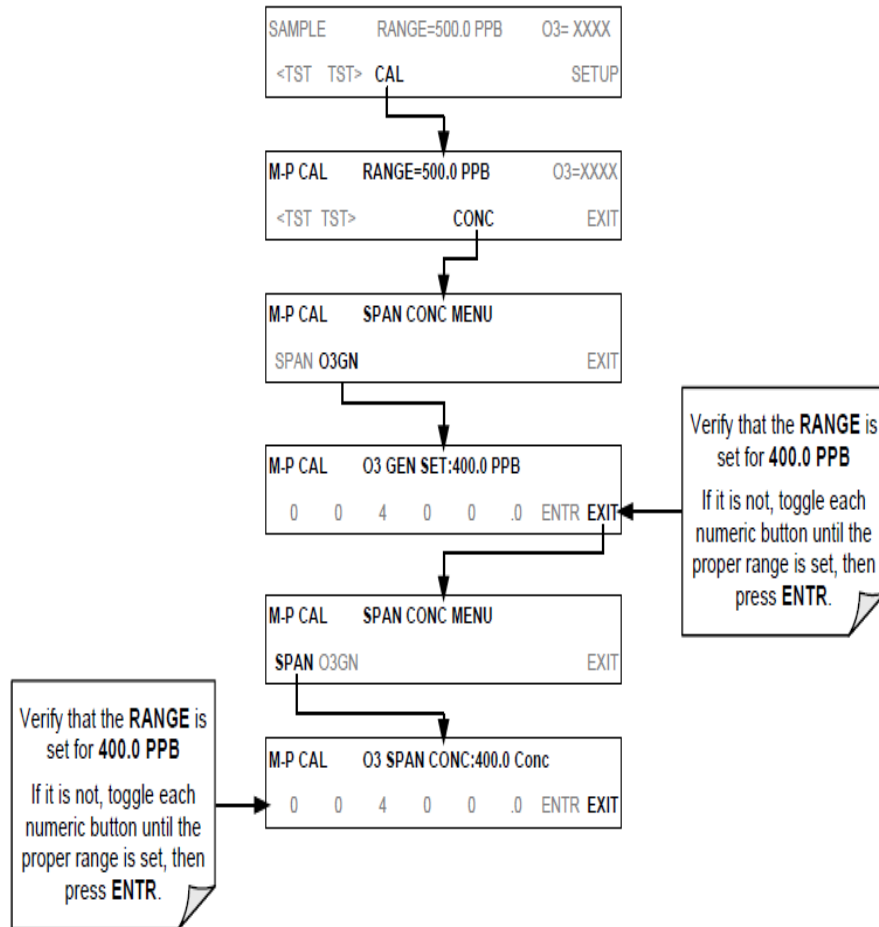 SAMPLE RANGE=500.0 PPB O3= XXXX
<TST TST> CAL SETUP
M-P CAL RANGE=500.0 PPB O3=XXXX
<TST TST> CONC EXIT
M-P CAL SPAN CONC MENU
SPAN O3GN EXIT
M-P CAL O3 GEN SET:400.0 PPB
0 0 4 0 0 .0 ENTR EXIT
Verify that the RANGE is
set for 400.0 PPB
If it is not, toggle each
numeric button until the
proper range is set, then
press ENTR.
M-P CAL SPAN CONC MENU
SPAN O3GN EXIT
Verify that the RANGE is
set for 400.0 PPB
If it is not, toggle each
numeric button until the
proper range is set, then
press ENTR.
M-P CAL O3 SPAN CONC:400.0 Conc
0 0 4 0 0 .0 ENTR EXIT